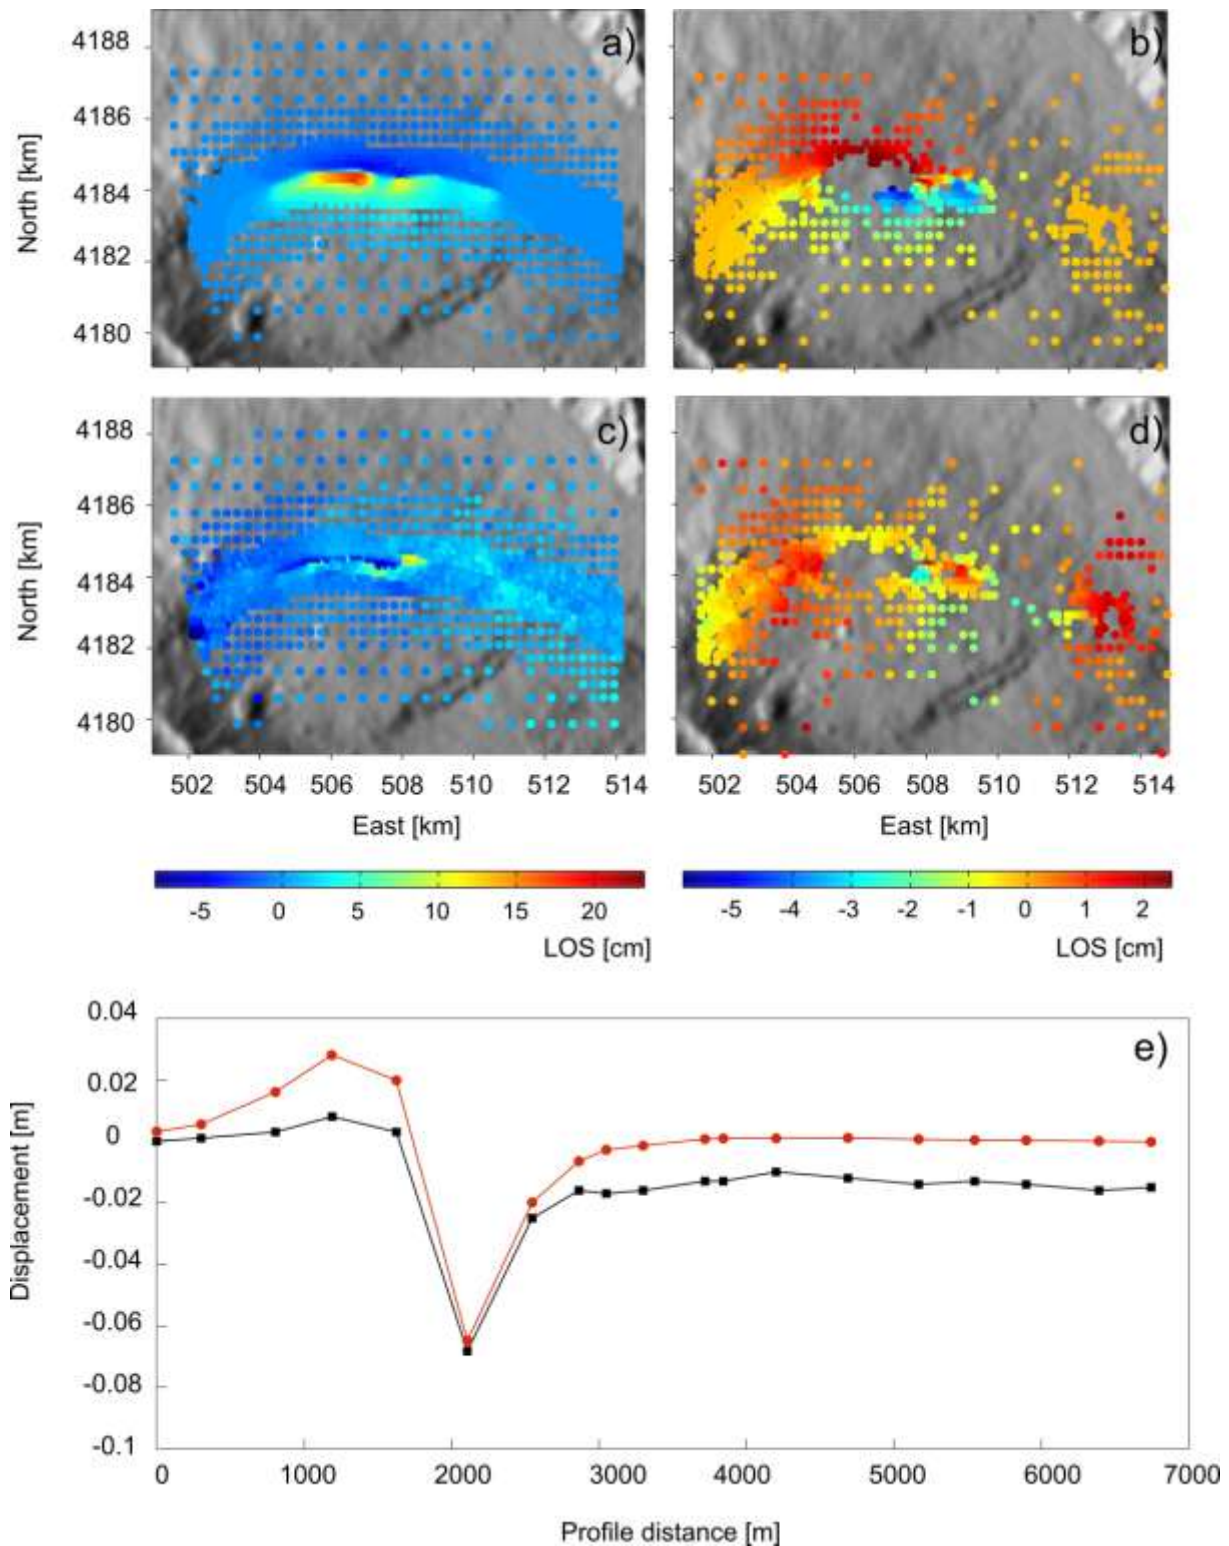 a)
b)
4188
4186
4184
4182
4180
North [km]
c)
d)
4188
4186
4184
4182
4180
North [km]
502 504 506 508 510 512 514
502 504 506 508 510 512 514
East [km]
East [km]
-5 0 5 10 15 20
-5 -4 -3 -2 -1 0 1 2
LOS [cm]
LOS [cm]
e)
0.04
0.02
0
-0.02
-0.04
-0.06
-0.08
-0.1
Displacement [m]
0 1000 2000 3000 4000 5000 6000 7000
Profile distance [m]